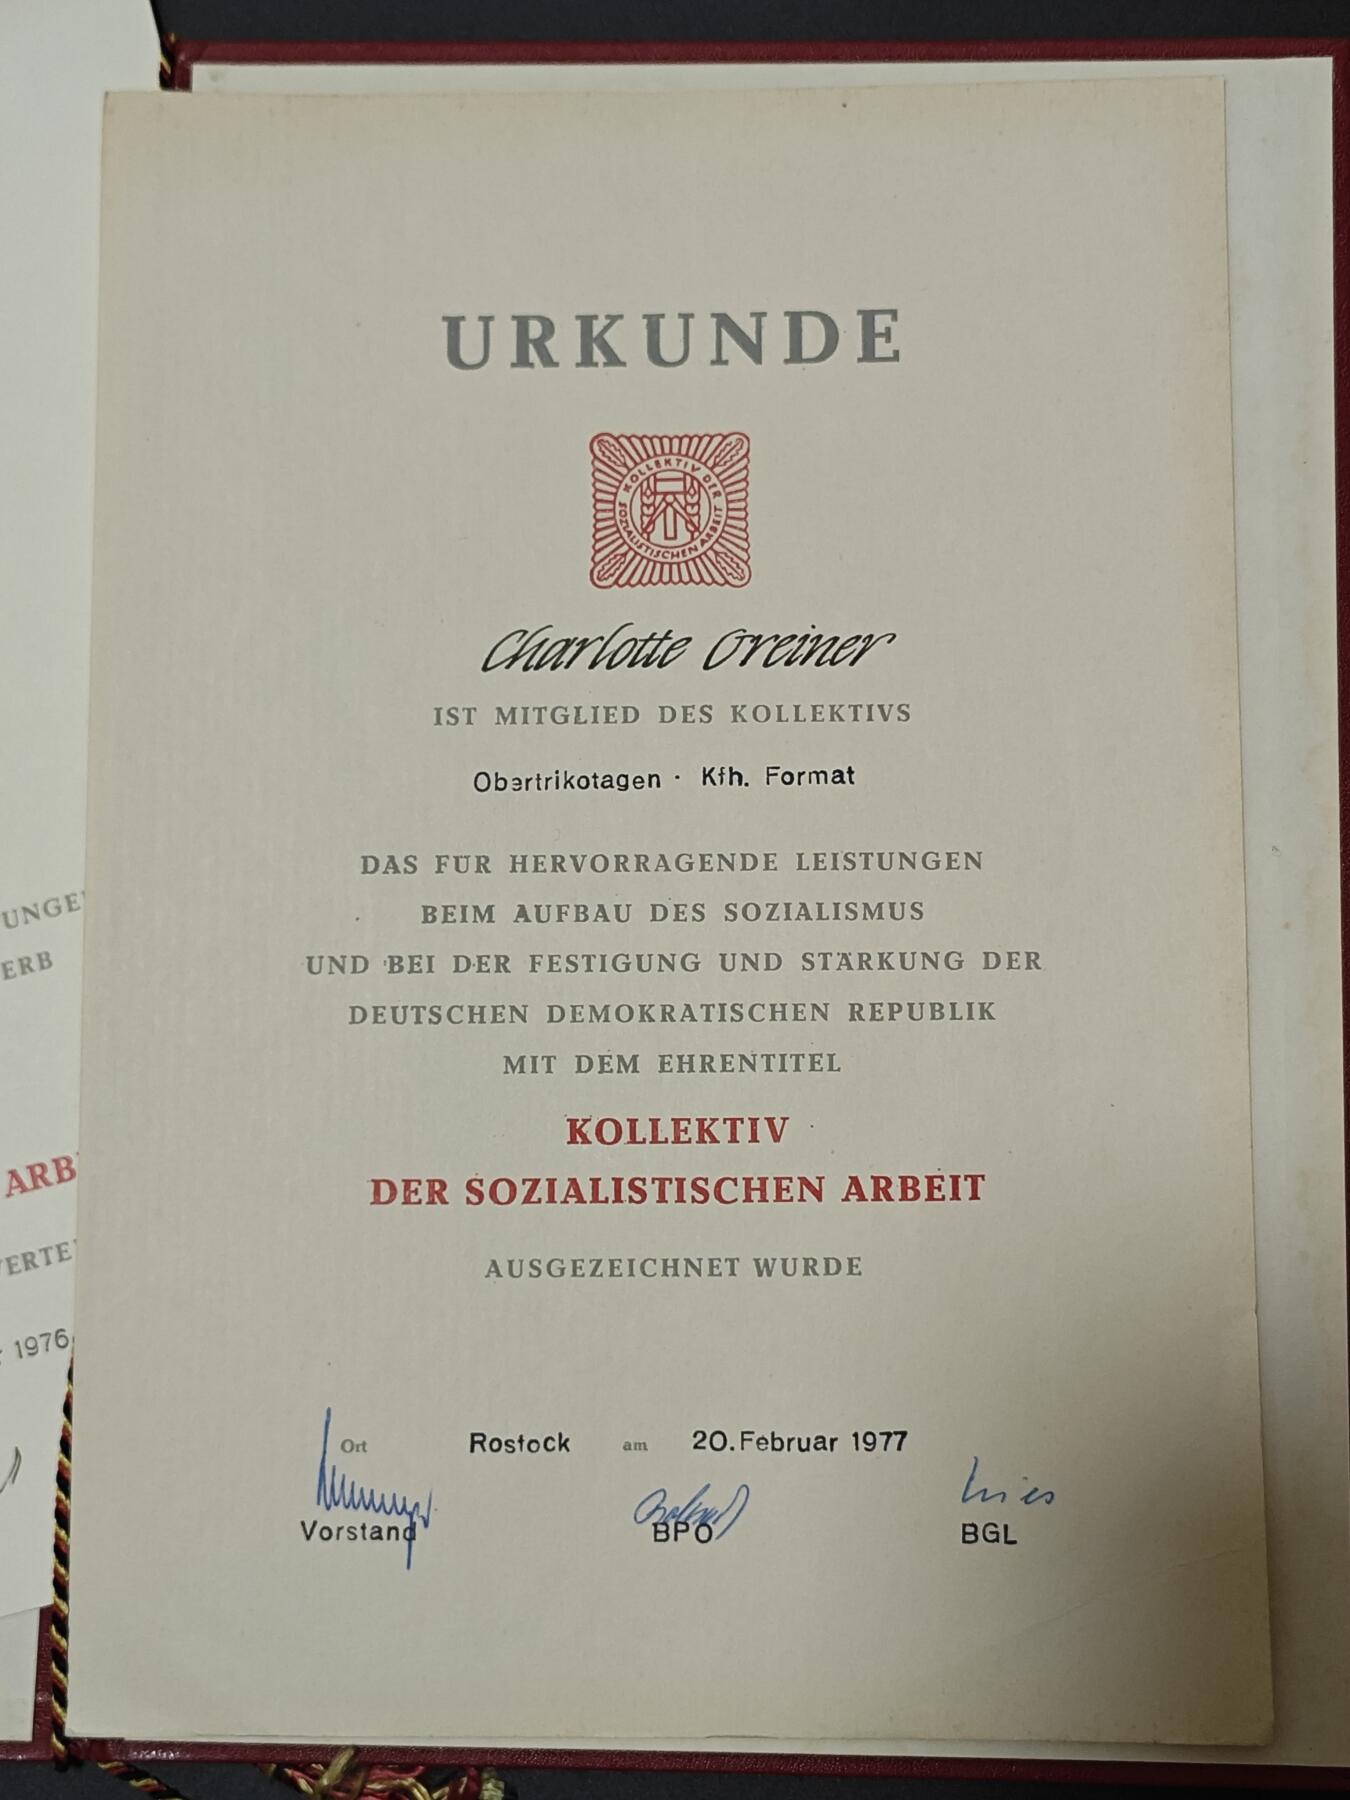 URKUNDE
KOLLEKTIV DER
SOZIALISTISCHEN ARBEIT
Charlotte Greiner
IST MITGLIED DES KOLLEKTIVS
Obertrikotagen · Kfh. Format
DAS FÜR HERVORRAGENDE LEISTUNGEN
BEIM AUFBAU DES SOZIALISMUS
UND BEI DER FESTIGUNG UND STÄRKUNG DER
DEUTSCHEN DEMOKRATISCHEN REPUBLIK
MIT DEM EHRENTITEL
KOLLEKTIV
DER SOZIALISTISCHEN ARBEIT
AUSGEZEICHNET WURDE
Ort Rostock am 20. Februar 1977
Vorstand BPO BGL
UNGE
ERB
ARB
ERTE
1976